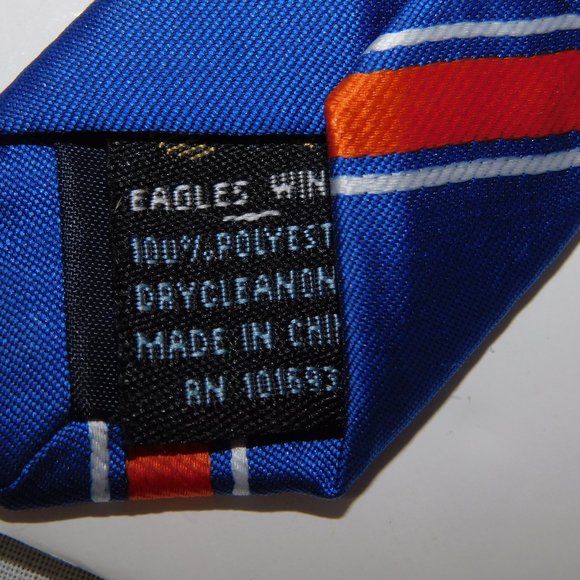 EAGLES WIN
100% POLYEST
DRYCLEANON
MADE IN CHI
RN 101693